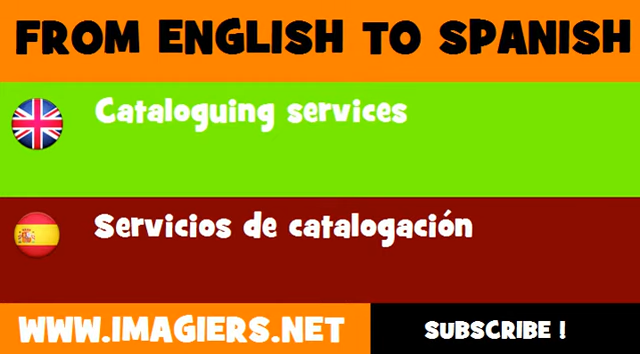 FROM ENGLISH TO SPANISH
Cataloguing services
Servicios de catalogación
WWW.IMAGIERS.NET
SUBSCRIBE !